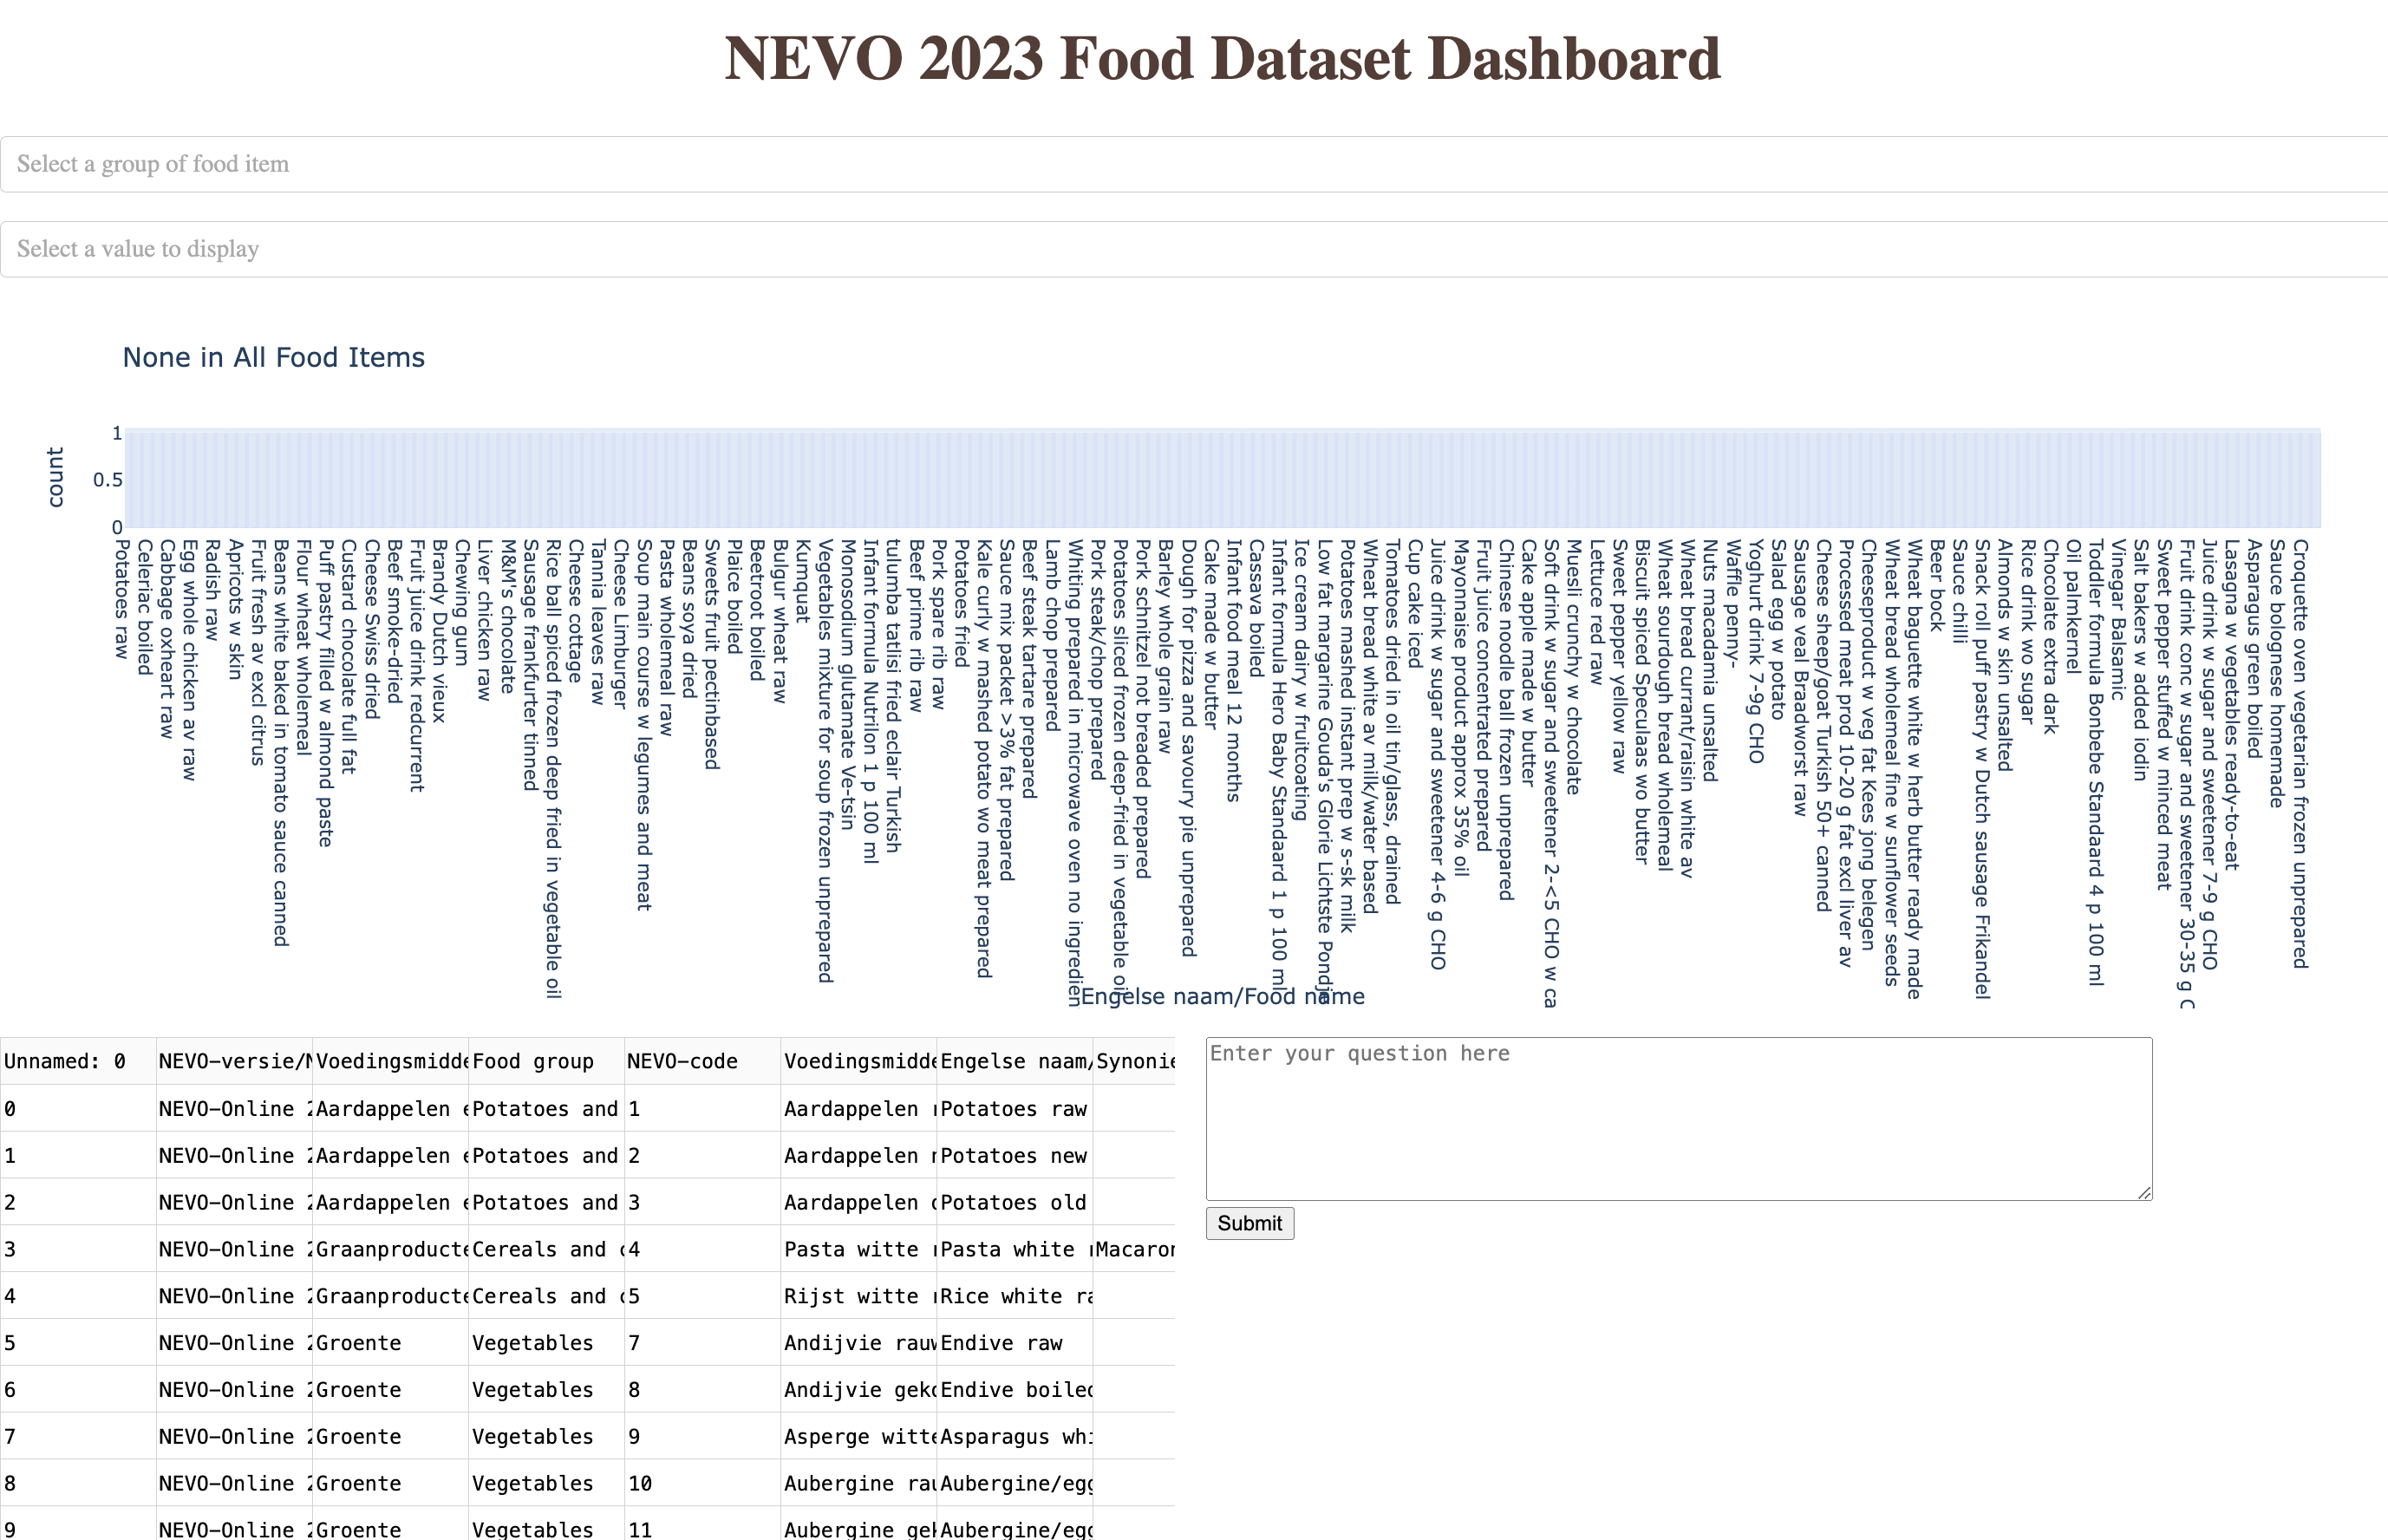 NEVO 2023 Food Dataset Dashboard
Select a group of food item
Select a value to display
None in All Food Items
count
1
0.5
0
Potatoes raw
Celeriac boiled
Cabbage oxheart raw
Egg whole chicken av raw
Radish raw
Apricots w skin
Fruit fresh av excl citrus
Beans white baked in tomato sauce canned
Flour wheat wholemeal
Puff pastry filled w almond paste
Custard chocolate full fat
Cheese Swiss dried
Beef smoke-dried
Fruit juice drink redcurrent
Brandy Dutch vieux
Chewing gum
Liver chicken raw
M&M's chocolate
Sausage frankfurter tinned
Rice ball spiced frozen deep fried in vegetable oil
Cheese cottage
Tannia leaves raw
Cheese Limburger
Soup main course w legumes and meat
Pasta wholemeal raw
Beans soya dried
Sweets fruit pectinbased
Plaice boiled
Beetroot boiled
Bulgur wheat raw
Kumquat
Vegetables mixture for soup frozen unprepared
Monosodium glutamate Ve-tsin
Infant formula Nutrilon 1 p 100 ml
tulumba tatlisi fried eclair Turkish
Beef prime rib raw
Pork spare rib raw
Potatoes fried
Kale curly w mashed potato wo meat prepared
Sauce mix packet >3% fat prepared
Beef steak tartare prepared
Lamb chop prepared
Whiting prepared in microwave oven no ingredien
Pork steak/chop prepared
Potatoes sliced frozen deep-fried in vegetable oil
Pork schnitzel not breaded prepared
Barley whole grain raw
Dough for pizza and savoury pie unprepared
Cake made w butter
Infant food meal 12 months
Cassava boiled
Infant formula Hero Baby Standaard 1 p 100 ml
Ice cream dairy w fruitcoating
Low fat margarine Gouda's Glorie Lichtste Pondje
Potatoes mashed instant prep w s-sk milk
Wheat bread white av milk/water based
Tomatoes dried in oil tin/glass, drained
Cup cake iced
Juice drink w sugar and sweetener 4-6 g CHO
Mayonnaise product approx 35% oil
Fruit juice concentrated prepared
Chinese noodle ball frozen unprepared
Cake apple made w butter
Soft drink w sugar and sweetener 2-<5 CHO w ca
Muesli crunchy w chocolate
Lettuce red raw
Sweet pepper yellow raw
Biscuit spiced Speculaas wo butter
Wheat sourdough bread wholemeal
Wheat bread currant/raisin white av
Nuts macadamia unsalted
Waffle penny-
Yoghurt drink 7-9g CHO
Salad egg w potato
Sausage veal Braadworst raw
Cheese sheep/goat Turkish 50+ canned
Processed meat prod 10-20 g fat excl liver av
Cheeseproduct w veg fat Kees jong belegen
Wheat bread wholemeal fine w sunflower seeds
Wheat baguette white w herb butter ready made
Beer bock
Sauce chilli
Snack roll puff pastry w Dutch sausage Frikandel
Almonds w skin unsalted
Rice drink wo sugar
Chocolate extra dark
Oil palmkernel
Toddler formula Bonbebe Standaard 4 p 100 ml
Vinegar Balsamic
Salt bakers w added iodin
Sweet pepper stuffed w minced meat
Fruit drink conc w sugar and sweetener 30-35 g C
Juice drink w sugar and sweetener 7-9 g CHO
Lasagna w vegetables ready-to-eat
Asparagus green boiled
Sauce bolognese homemade
Croquette oven vegetarian frozen unprepared
Engelse naam/Food name
Unnamed: 0 NEVO-versie/N Voedingsmidde Food group NEVO-code Voedingsmidde Engelse naam/ Synonie
0 NEVO-Online 2 Aardappelen e Potatoes and 1 Aardappelen r Potatoes raw
1 NEVO-Online 2 Aardappelen e Potatoes and 2 Aardappelen n Potatoes new
2 NEVO-Online 2 Aardappelen e Potatoes and 3 Aardappelen o Potatoes old
3 NEVO-Online 2 Graanproducte Cereals and c 4 Pasta witte r Pasta white r Macaron
4 NEVO-Online 2 Graanproducte Cereals and c 5 Rijst witte r Rice white ra
5 NEVO-Online 2 Groente Vegetables 7 Andijvie rauw Endive raw
6 NEVO-Online 2 Groente Vegetables 8 Andijvie geko Endive boiled
7 NEVO-Online 2 Groente Vegetables 9 Asperge witte Asparagus whi
8 NEVO-Online 2 Groente Vegetables 10 Aubergine rau Aubergine/egg
9 NEVO-Online 2 Groente Vegetables 11 Aubergine gek Aubergine/egg
Enter your question here
Submit